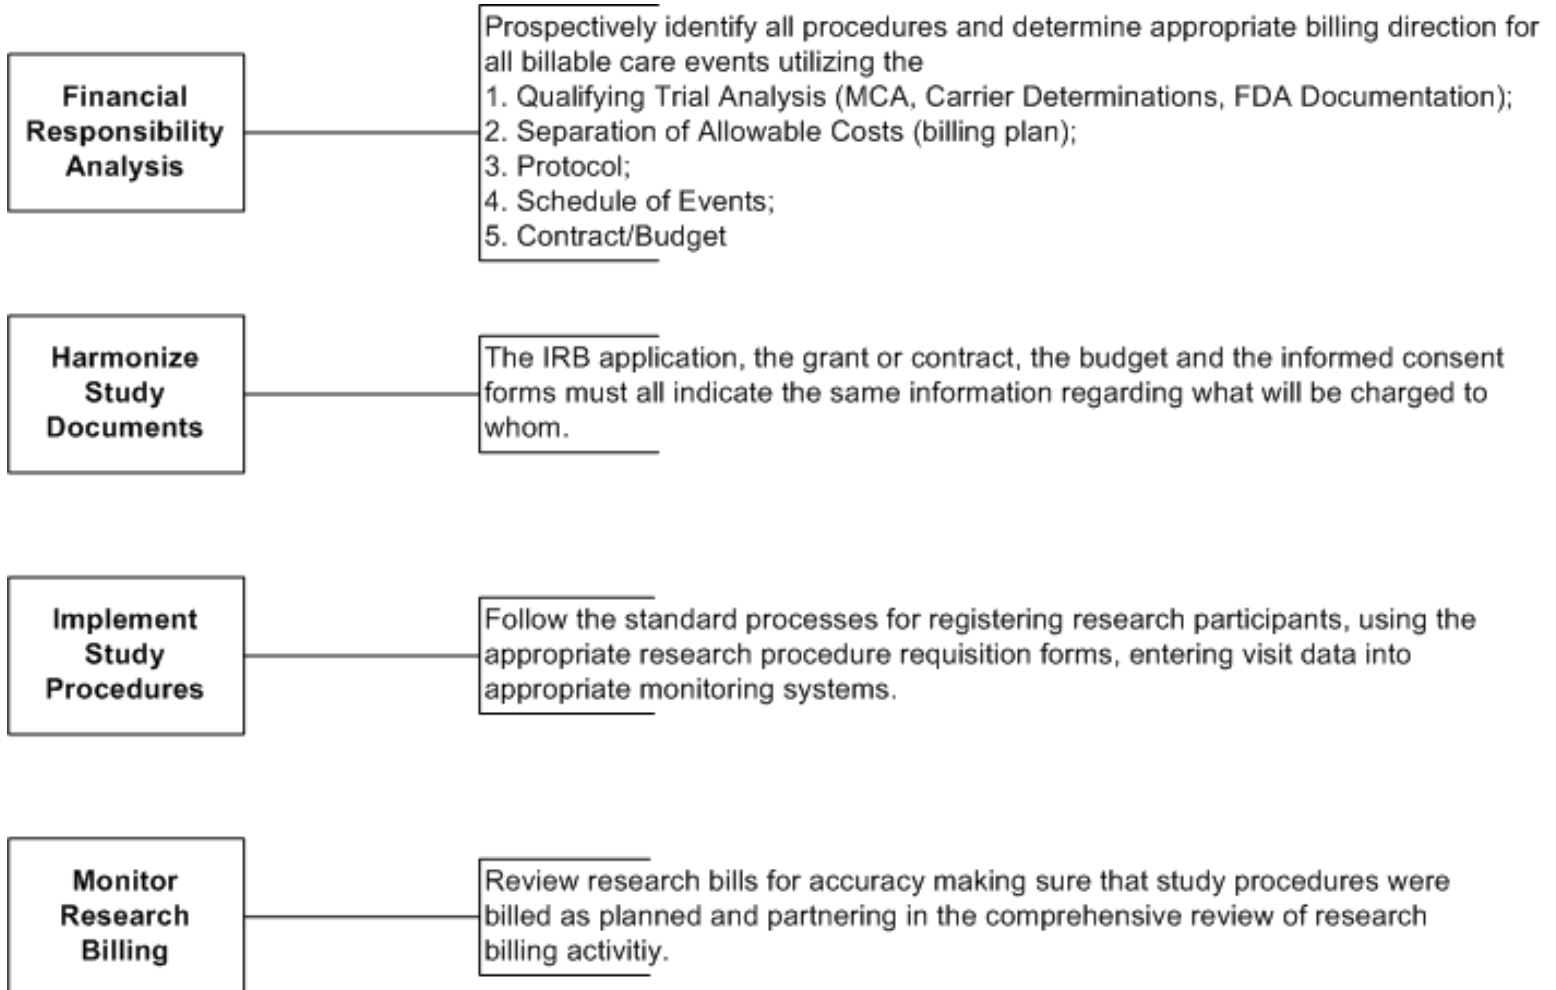 Financial
Responsibility
Analysis
Prospectively identify all procedures and determine appropriate billing direction for
all billable care events utilizing the
1. Qualifying Trial Analysis (MCA, Carrier Determinations, FDA Documentation);
2. Separation of Allowable Costs (billing plan);
3. Protocol;
4. Schedule of Events;
5. Contract/Budget
Harmonize
Study
Documents
The IRB application, the grant or contract, the budget and the informed consent
forms must all indicate the same information regarding what will be charged to
whom.
Implement
Study
Procedures
Follow the standard processes for registering research participants, using the
appropriate research procedure requisition forms, entering visit data into
appropriate monitoring systems.
Monitor
Research
Billing
Review research bills for accuracy making sure that study procedures were
billed as planned and partnering in the comprehensive review of research
billing activitiy.